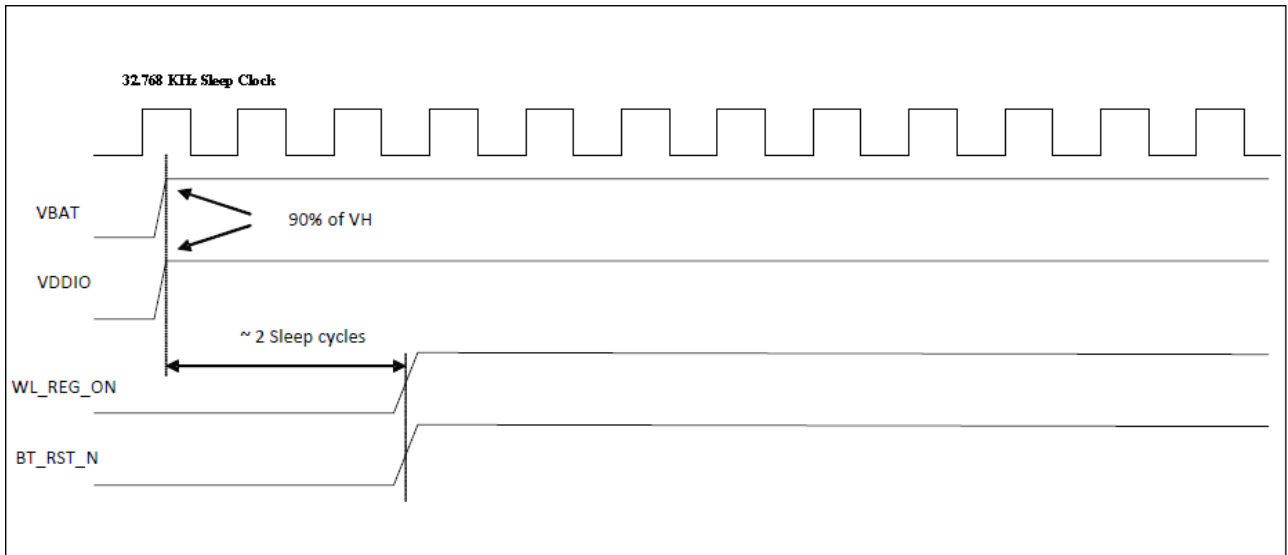 32.768 KHz Sleep Clock
VBAT
90% of VH
VDDIO
~ 2 Sleep cycles
WL_REG_ON
BT_RST_N